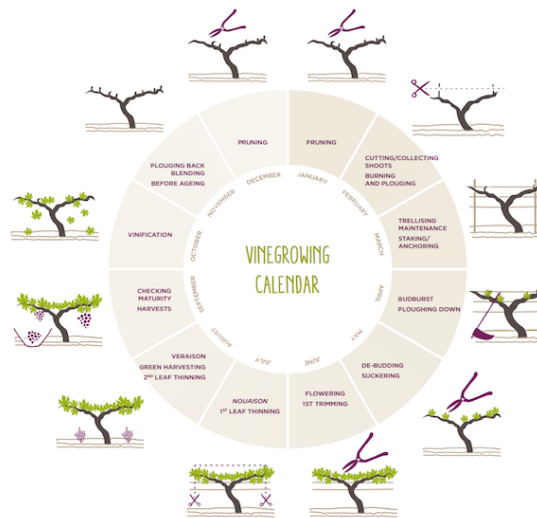 VINEGROWING
CALENDAR
JANUARY
PRUNING
FEBRUARY
CUTTING/COLLECTING
SHOOTS
BURNING
AND PLOUGING
MARCH
TRELLISING
MAINTENANCE
STAKING/
ANCHORING
APRIL
BUDBURST
PLOUGHING DOWN
MAY
DE-BUDDING
SUCKERING
JUNE
FLOWERING
1ST TRIMMING
JULY
NOUAISON
1ST LEAF THINNING
AUGUST
VERAISON
GREEN HARVESTING
2ND LEAF THINNING
SEPTEMBER
CHECKING
MATURITY
HARVESTS
OCTOBER
VINIFICATION
NOVEMBER
PLOUGING BACK
BLENDING
BEFORE AGEING
DECEMBER
PRUNING